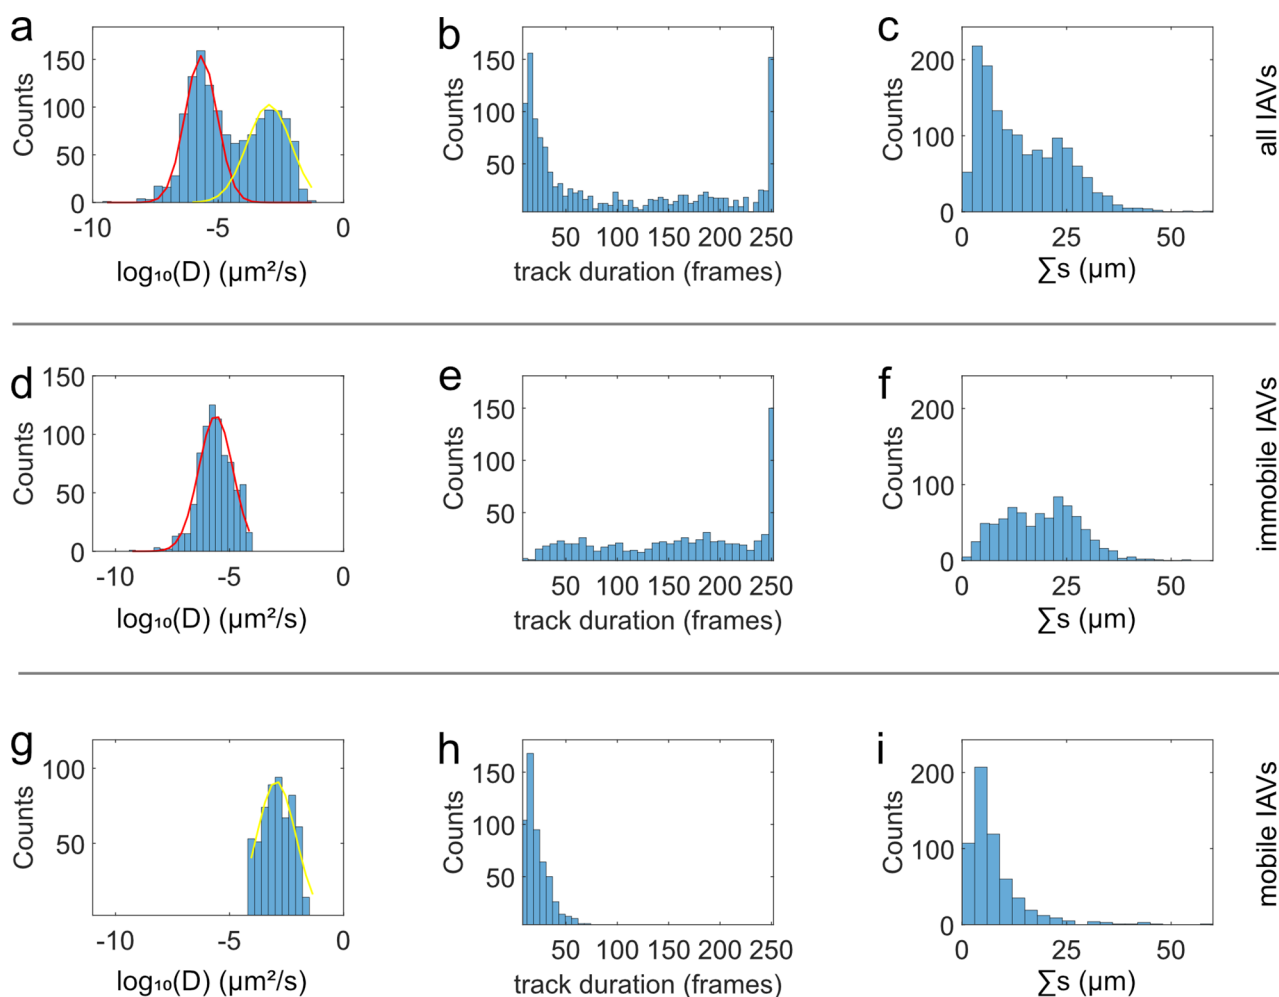 a
150
100
50
0
Counts
-10 -5 0
log₁₀(D) (µm²/s)
b
150
100
50
Counts
50 100 150 200 250
track duration (frames)
c
200
100
0
Counts
0 25 50
∑s (µm)
all IAVs
d
150
100
50
0
Counts
-10 -5 0
log₁₀(D) (µm²/s)
e
150
100
50
Counts
50 100 150 200 250
track duration (frames)
f
200
100
0
Counts
0 25 50
∑s (µm)
immobile IAVs
g
100
50
Counts
-10 -5 0
log₁₀(D) (µm²/s)
h
150
100
50
Counts
50 100 150 200 250
track duration (frames)
i
200
100
0
Counts
0 25 50
∑s (µm)
mobile IAVs